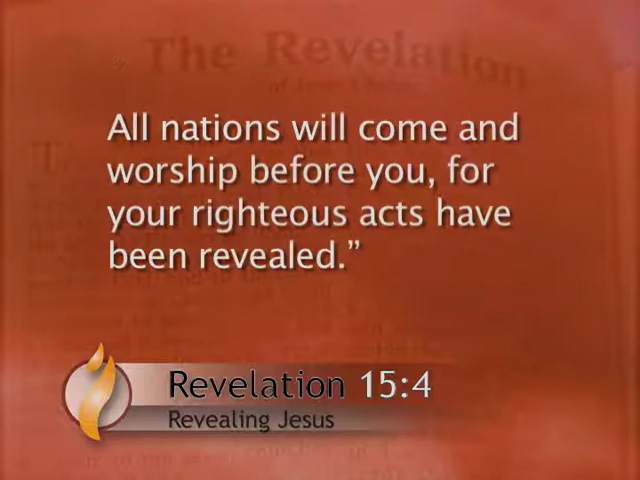 The Revelation
All nations will come and
worship before you, for
your righteous acts have
been revealed.”
Revelation 15:4
Revealing Jesus